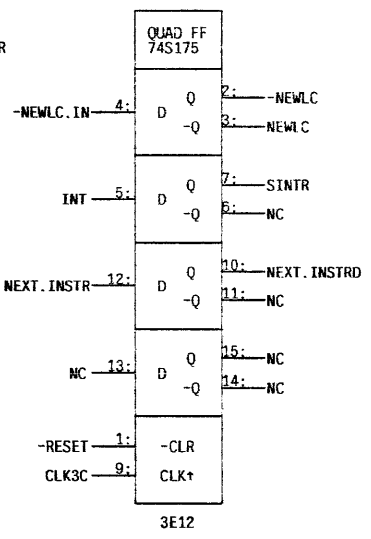 R
QUAD FF
74S175
-NEWLC.IN 4: D Q 2: -NEWLC
-Q 3: NEWLC
INT 5: D Q 7: SINTR
-Q 6: NC
NEXT.INSTR 12: D Q 10: NEXT.INSTRD
-Q 11: NC
NC 13: D Q 15: NC
-Q 14: NC
-RESET 1: -CLR
CLK3C 9: CLK↑
3E12